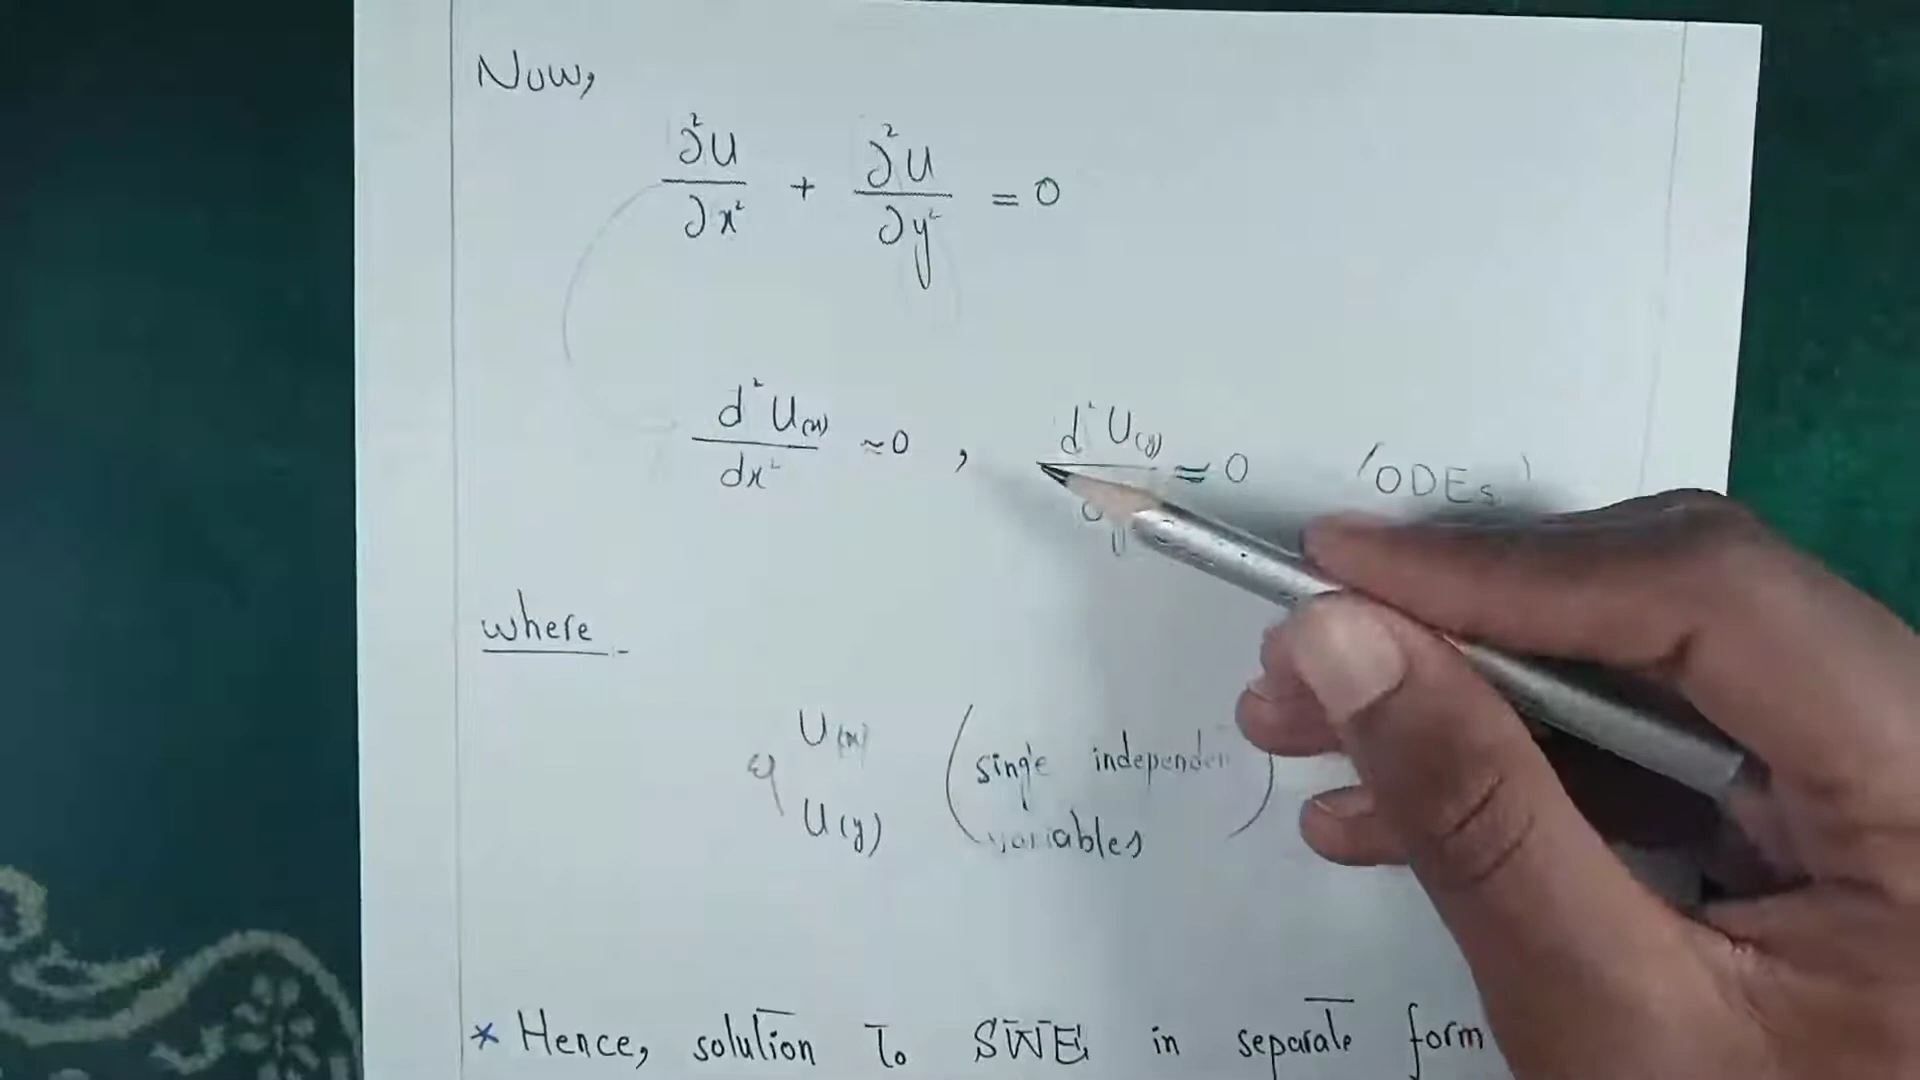 Now,
∂²U/∂x² + ∂²U/∂y² = 0
d²U(x)/dx² ≈ 0 , d²U(y) ≈ 0 (ODEs)
where :-
U(x)
U(y)
(single independen
variables)
* Hence, solution To SWE in separate form